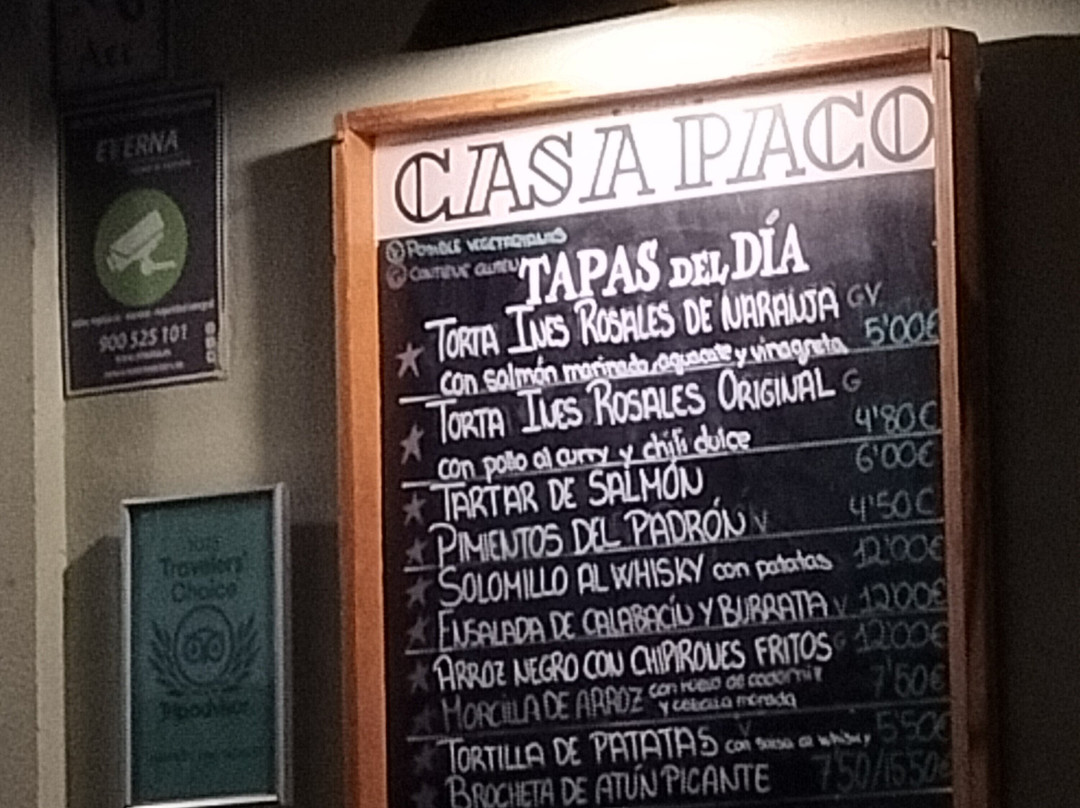 ETERNA
900 525 101
Travelers'
Choice
Tripadvisor
CASA PACO
V POSIBLE VEGETARIANO
G CONTIENE GLUTEN
TAPAS DEL DÍA
TORTA INES ROSALES DE NARANJA GV
con salmón marinado, aguacate y vinagreta 5'00€
TORTA INES ROSALES ORIGINAL G
con pollo al curry y chili dulce 4'80€
TARTAR DE SALMÓN 6'00€
PIMIENTOS DEL PADRÓN V 4'50€
SOLOMILLO AL WHISKY con patatas 12'00€
ENSALADA DE CALABACÍN Y BURRATA V 12'00€
ARROZ NEGRO CON CHIPIRONES FRITOS G 12'00€
MORCILLA DE ARROZ con huevo de codorniz 7'60€
y cebolla morada
TORTILLA DE PATATAS V con salsa al whisky 5'50€
BROCHETA DE ATÚN PICANTE 7'50/15'50€